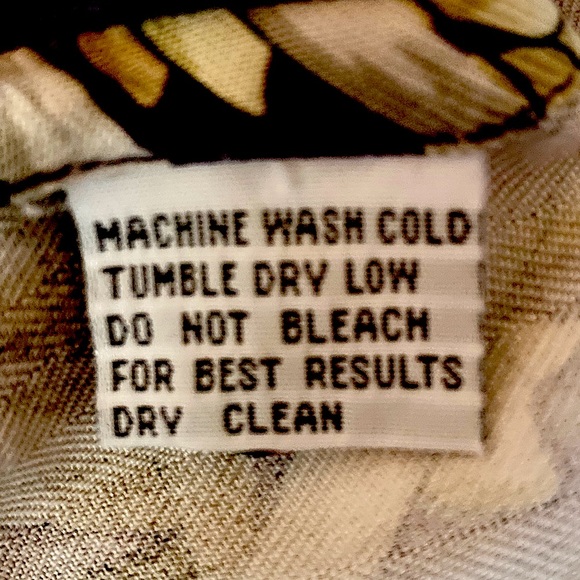 MACHINE WASH COLD
TUMBLE DRY LOW
DO NOT BLEACH
FOR BEST RESULTS
DRY CLEAN